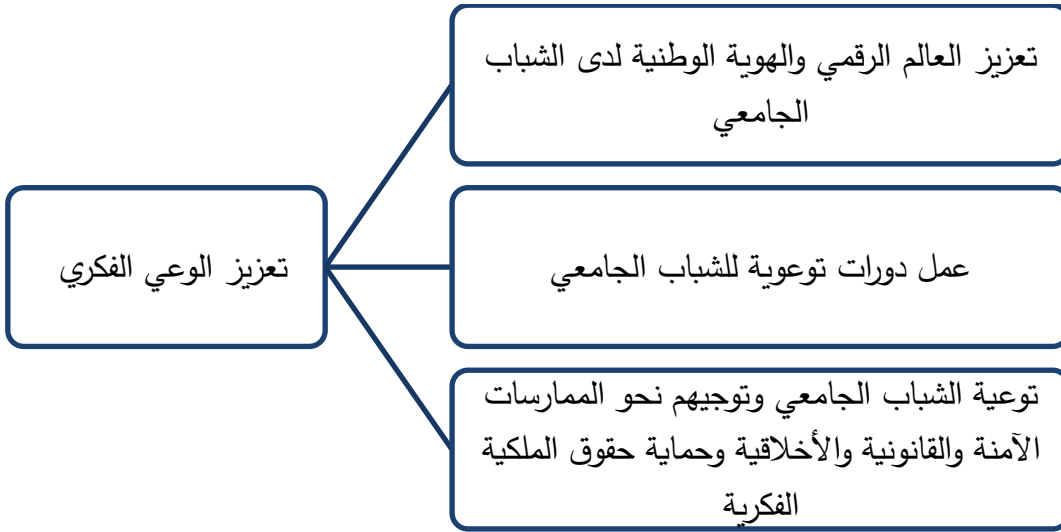 تعزيز الوعي الفكري
تعزيز العالم الرقمي والهوية الوطنية لدى الشباب
الجامعي
عمل دورات توعوية للشباب الجامعي
توعية الشباب الجامعي وتوجيهم نحو الممارسات
الآمنة والقانونية والأخلاقية وحماية حقوق الملكية
الفكرية